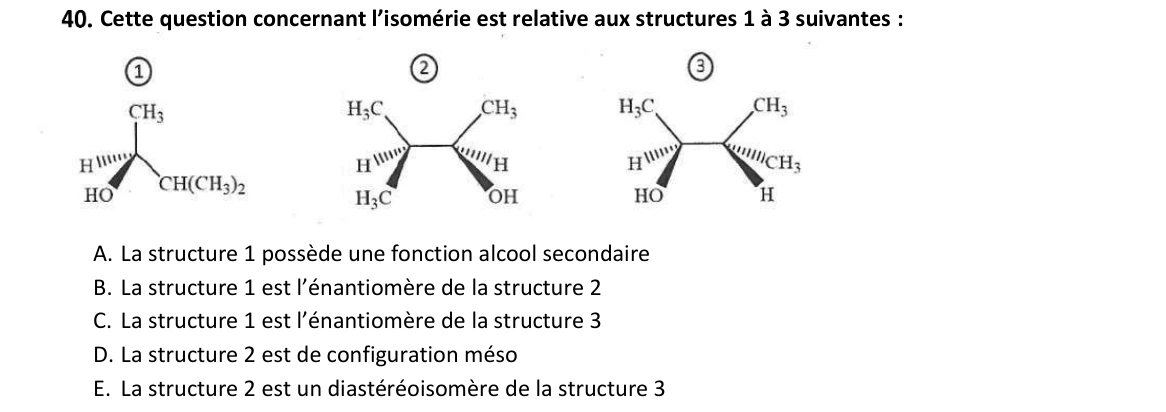 40. Cette question concernant l’isomérie est relative aux structures 1 à 3 suivantes :
1 2 3
CH3 H3C CH3 H3C CH3
H H H H CH3
HO CH(CH3)2 H3C OH HO H
A. La structure 1 possède une fonction alcool secondaire
B. La structure 1 est l’énantiomère de la structure 2
C. La structure 1 est l’énantiomère de la structure 3
D. La structure 2 est de configuration méso
E. La structure 2 est un diastéréoisomère de la structure 3